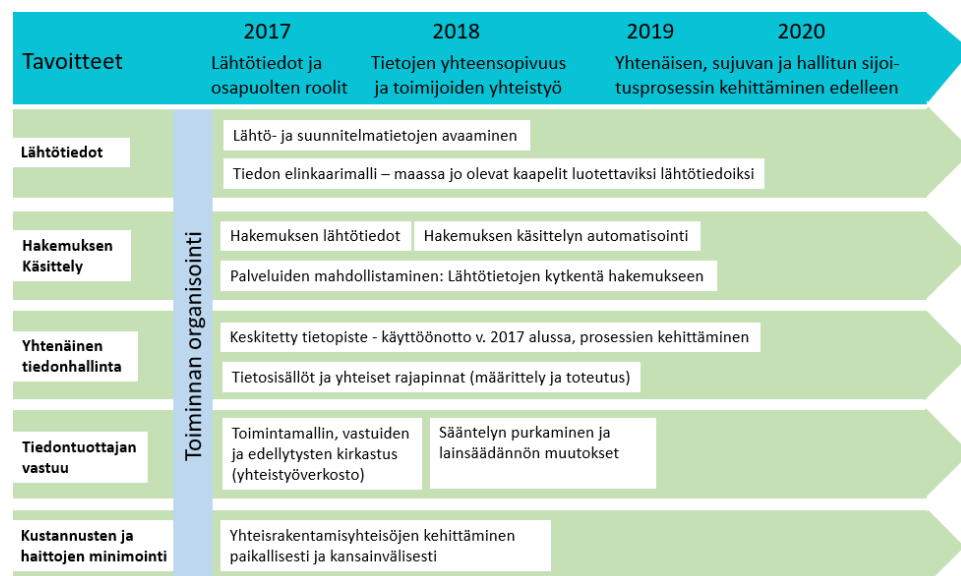 Tavoitteet
2017
2018
2019
2020
Lähtötiedot ja
osapuolten roolit
Tietojen yhteensopivuus
ja toimijoiden yhteistyö
Yhtenäisen, sujuvan ja hallitun sijoi-
tusprosessin kehittäminen edelleen
Toiminnan organisointi
Lähtötiedot
Lähtö- ja suunnitelmatietojen avaaminen
Tiedon elinkaarimalli – maassa jo olevat kaapelit luotettaviksi lähtötiedoiksi
Hakemuksen
Käsittely
Hakemuksen lähtötiedot
Hakemuksen käsittelyn automatisointi
Palveluiden mahdollistaminen: Lähtötietojen kytkentä hakemukseen
Yhtenäinen
tiedonhallinta
Keskitetty tietopiste - käyttöönotto v. 2017 alussa, prosessien kehittäminen
Tietosisällöt ja yhteiset rajapinnat (määrittely ja toteutus)
Tiedontuottajan
vastuu
Toimintamallin, vastuiden
ja edellytysten kirkastus
(yhteistyöverkosto)
Sääntelyn purkaminen ja
lainsäädännön muutokset
Kustannusten ja
haittojen minimointi
Yhteisrakentamisyhteisöjen kehittäminen
paikallisesti ja kansainvälisesti